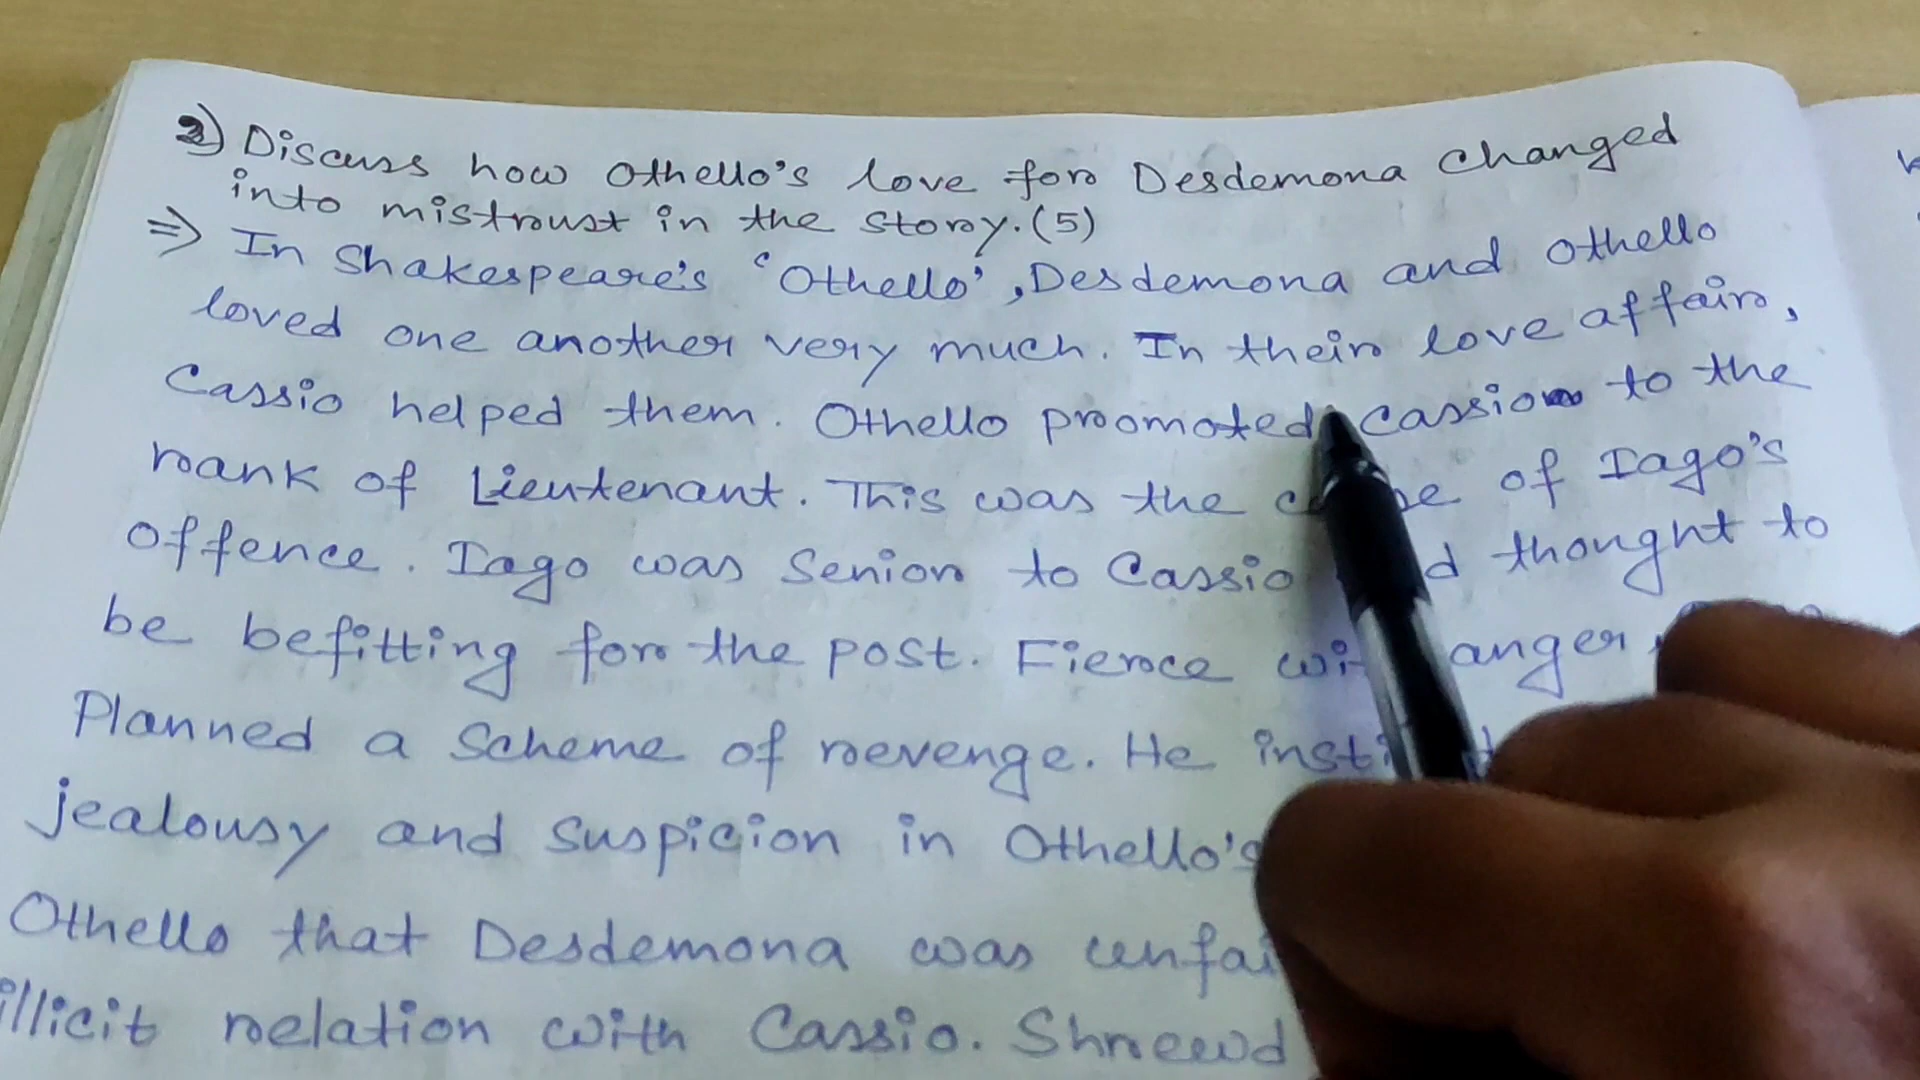 2) Discuss how Othello's love for Desdemona changed
into mistrust in the story. (5)
⇒ In Shakespeare's 'Othello', Desdemona and Othello
loved one another very much. In their love affair,
Cassio helped them. Othello promoted Cassio to the
rank of Lieutenant. This was the of Iago's
offence. Iago was Senior to Cassio thought to
be befitting for the post. Fierce anger
Planned a Scheme of revenge. He
jealousy and suspicion in Othello's
Othello that Desdemona was
illicit relation with Cassio. Shrewd